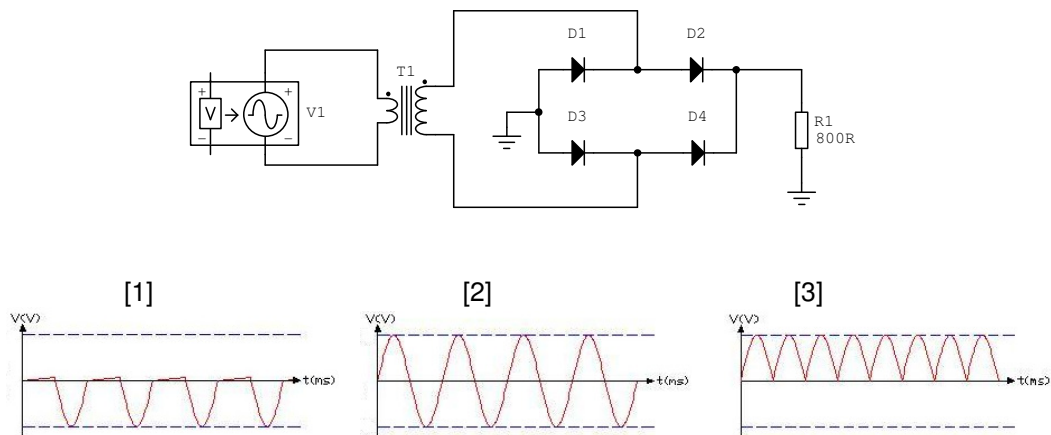 D1 D2
T1
+ +
V V1
- -
D3 D4
R1
800R
[1] [2] [3]
V(V) V(V) V(V)
t(ms) t(ms) t(ms)